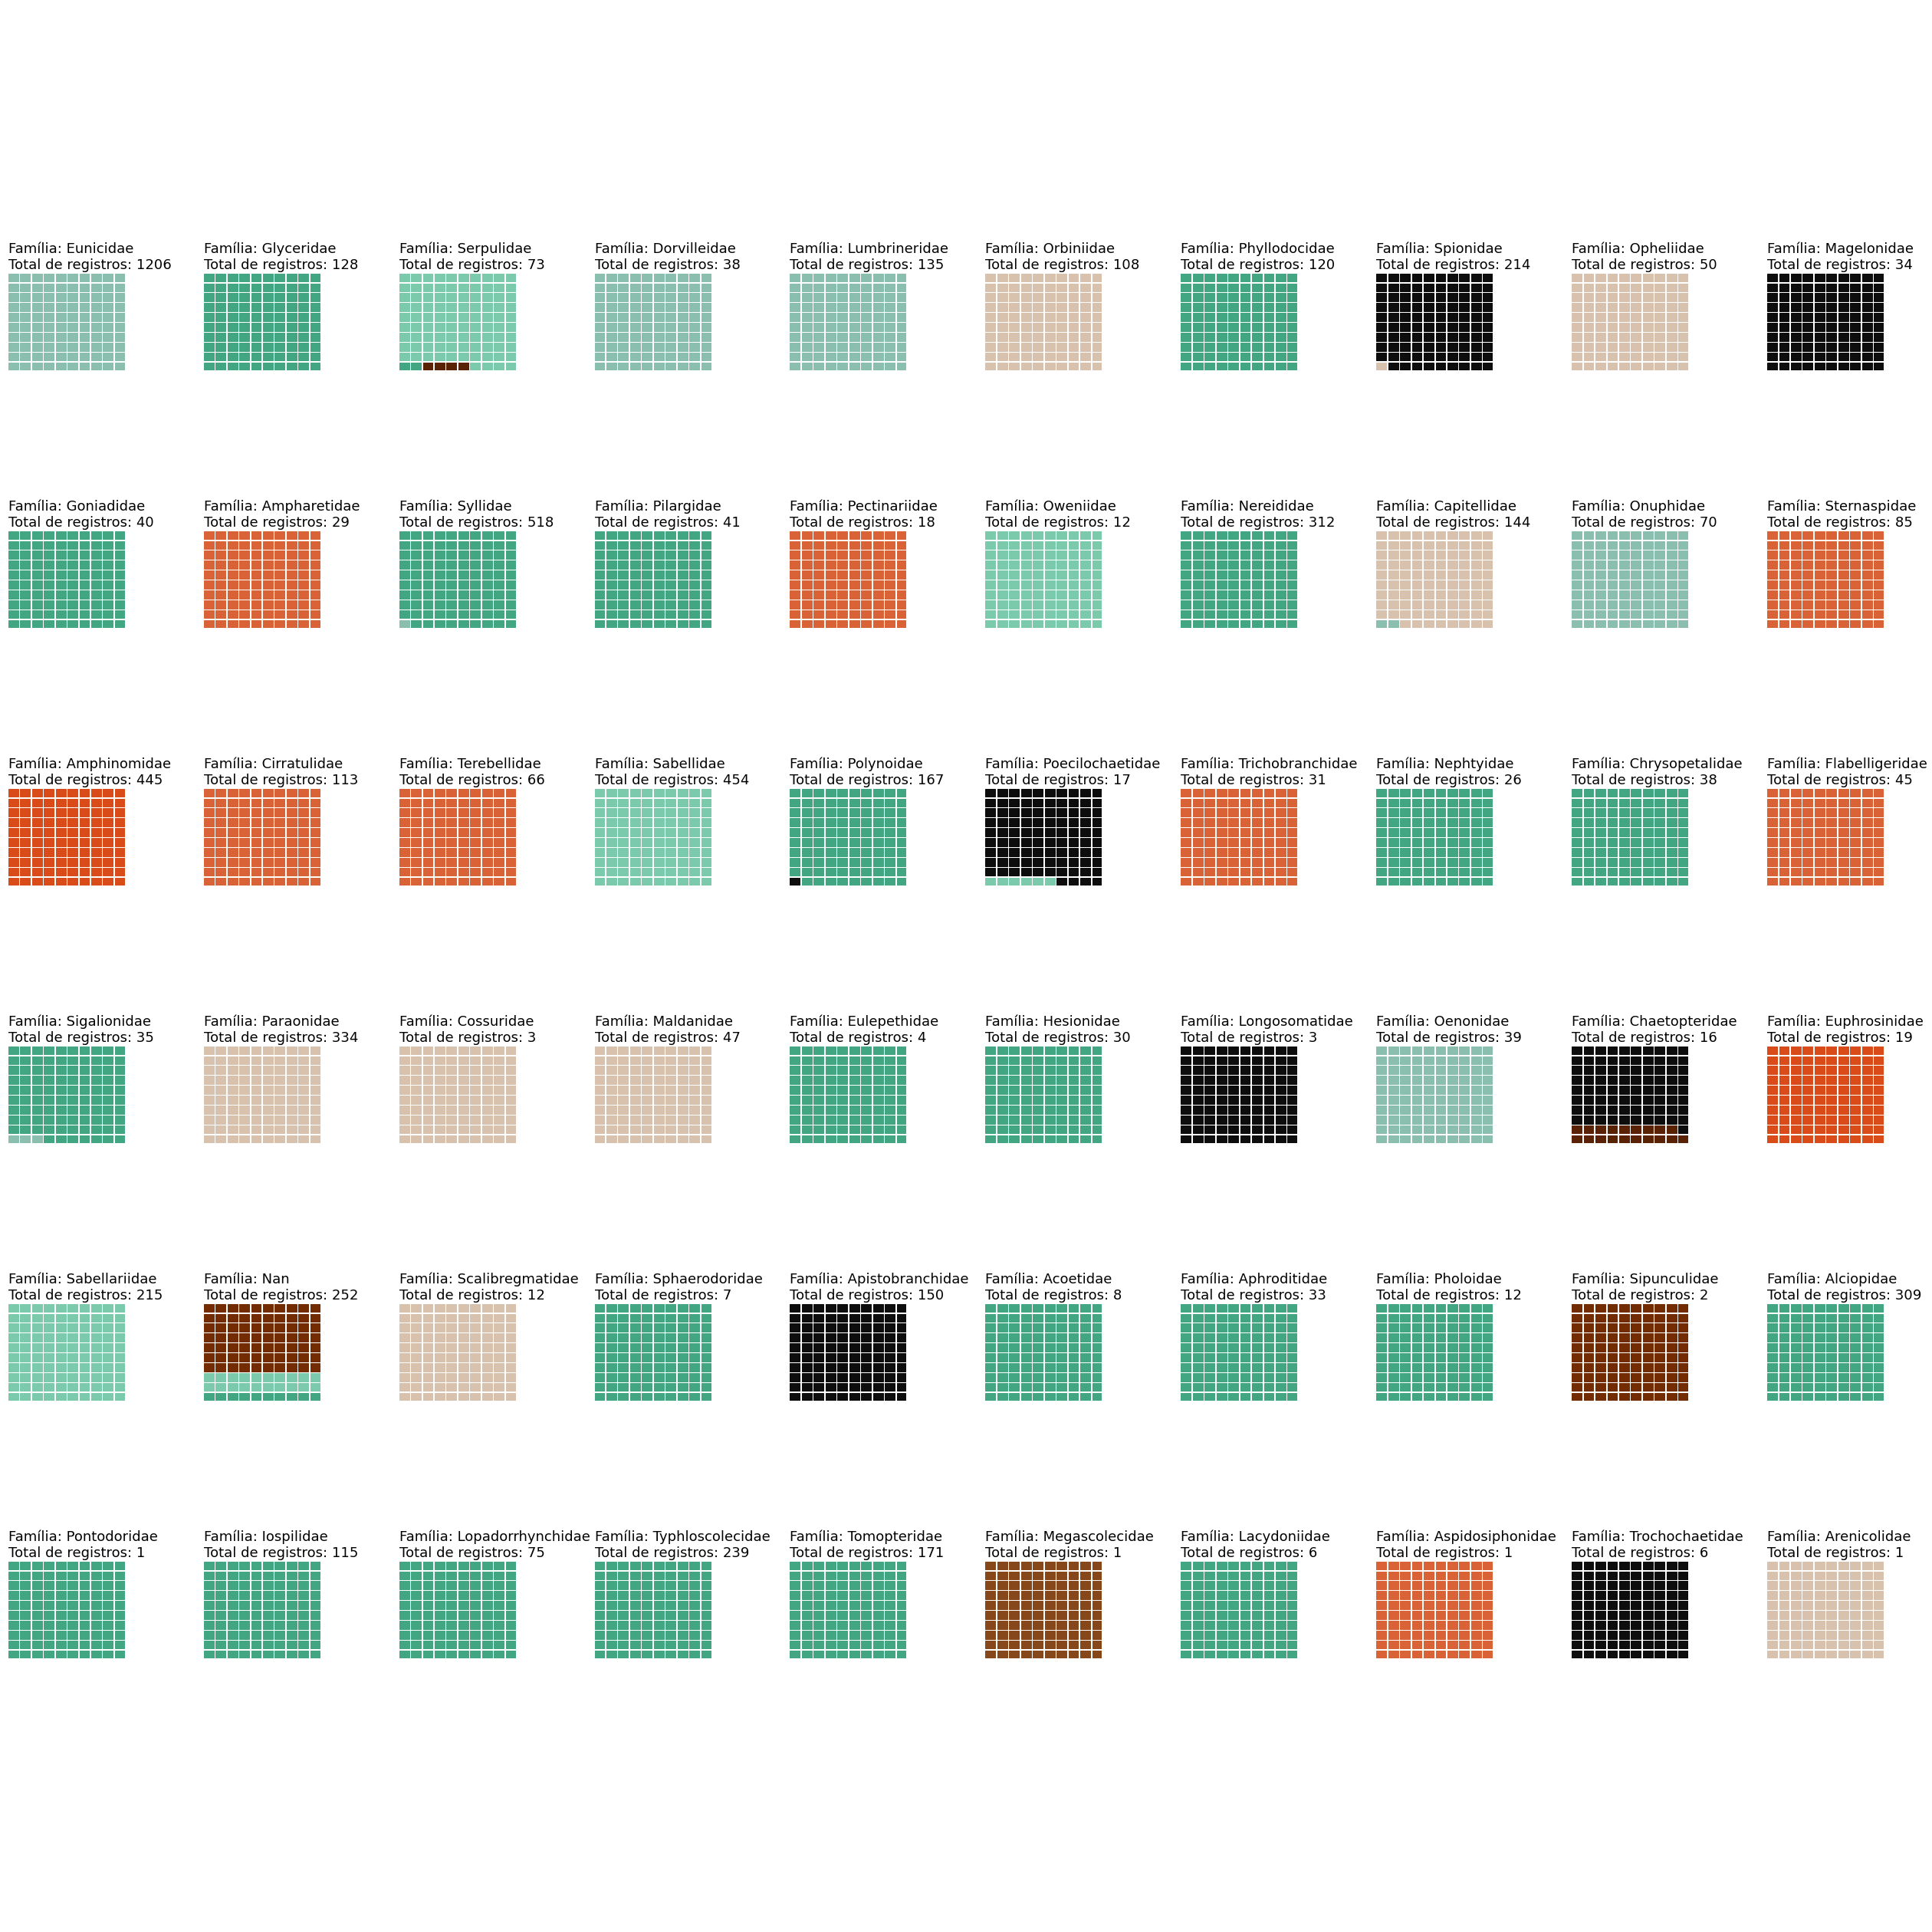 Família: Eunicidae
Total de registros: 1206
Família: Glyceridae
Total de registros: 128
Família: Serpulidae
Total de registros: 73
Família: Dorvilleidae
Total de registros: 38
Família: Lumbrineridae
Total de registros: 135
Família: Orbiniidae
Total de registros: 108
Família: Phyllodocidae
Total de registros: 120
Família: Spionidae
Total de registros: 214
Família: Opheliidae
Total de registros: 50
Família: Magelonidae
Total de registros: 34
Família: Goniadidae
Total de registros: 40
Família: Ampharetidae
Total de registros: 29
Família: Syllidae
Total de registros: 518
Família: Pilargidae
Total de registros: 41
Família: Pectinariidae
Total de registros: 18
Família: Oweniidae
Total de registros: 12
Família: Nereididae
Total de registros: 312
Família: Capitellidae
Total de registros: 144
Família: Onuphidae
Total de registros: 70
Família: Sternaspidae
Total de registros: 85
Família: Amphinomidae
Total de registros: 445
Família: Cirratulidae
Total de registros: 113
Família: Terebellidae
Total de registros: 66
Família: Sabellidae
Total de registros: 454
Família: Polynoidae
Total de registros: 167
Família: Poecilochaetidae
Total de registros: 17
Família: Trichobranchidae
Total de registros: 31
Família: Nephtyidae
Total de registros: 26
Família: Chrysopetalidae
Total de registros: 38
Família: Flabelligeridae
Total de registros: 45
Família: Sigalionidae
Total de registros: 35
Família: Paraonidae
Total de registros: 334
Família: Cossuridae
Total de registros: 3
Família: Maldanidae
Total de registros: 47
Família: Eulepethidae
Total de registros: 4
Família: Hesionidae
Total de registros: 30
Família: Longosomatidae
Total de registros: 3
Família: Oenonidae
Total de registros: 39
Família: Chaetopteridae
Total de registros: 16
Família: Euphrosinidae
Total de registros: 19
Família: Sabellariidae
Total de registros: 215
Família: Nan
Total de registros: 252
Família: Scalibregmatidae
Total de registros: 12
Família: Sphaerodoridae
Total de registros: 7
Família: Apistobranchidae
Total de registros: 150
Família: Acoetidae
Total de registros: 8
Família: Aphroditidae
Total de registros: 33
Família: Pholoidae
Total de registros: 12
Família: Sipunculidae
Total de registros: 2
Família: Alciopidae
Total de registros: 309
Família: Pontodoridae
Total de registros: 1
Família: Iospilidae
Total de registros: 115
Família: Lopadorrhynchidae
Total de registros: 75
Família: Typhloscolecidae
Total de registros: 239
Família: Tomopteridae
Total de registros: 171
Família: Megascolecidae
Total de registros: 1
Família: Lacydoniidae
Total de registros: 6
Família: Aspidosiphonidae
Total de registros: 1
Família: Trochochaetidae
Total de registros: 6
Família: Arenicolidae
Total de registros: 1